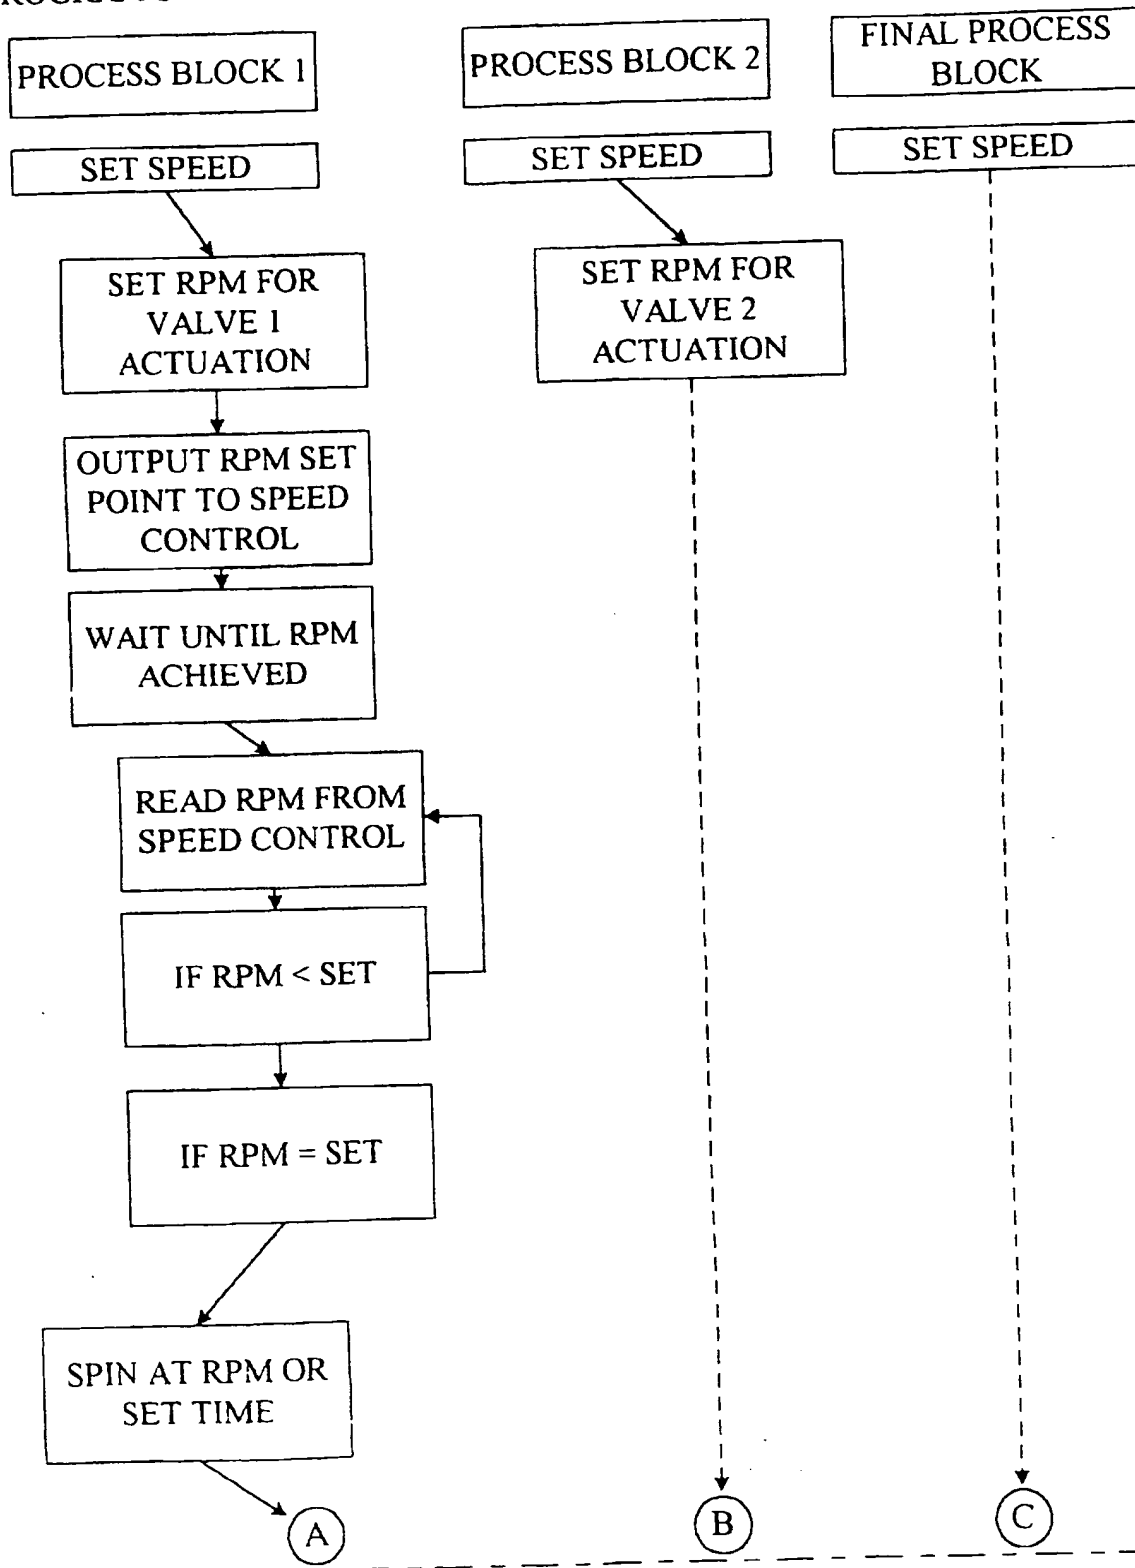 PROCESS BLOCK 1
SET SPEED
SET RPM FOR
VALVE 1
ACTUATION
OUTPUT RPM SET
POINT TO SPEED
CONTROL
WAIT UNTIL RPM
ACHIEVED
READ RPM FROM
SPEED CONTROL
IF RPM < SET
IF RPM = SET
SPIN AT RPM OR
SET TIME
A
PROCESS BLOCK 2
SET SPEED
SET RPM FOR
VALVE 2
ACTUATION
B
FINAL PROCESS
BLOCK
SET SPEED
C